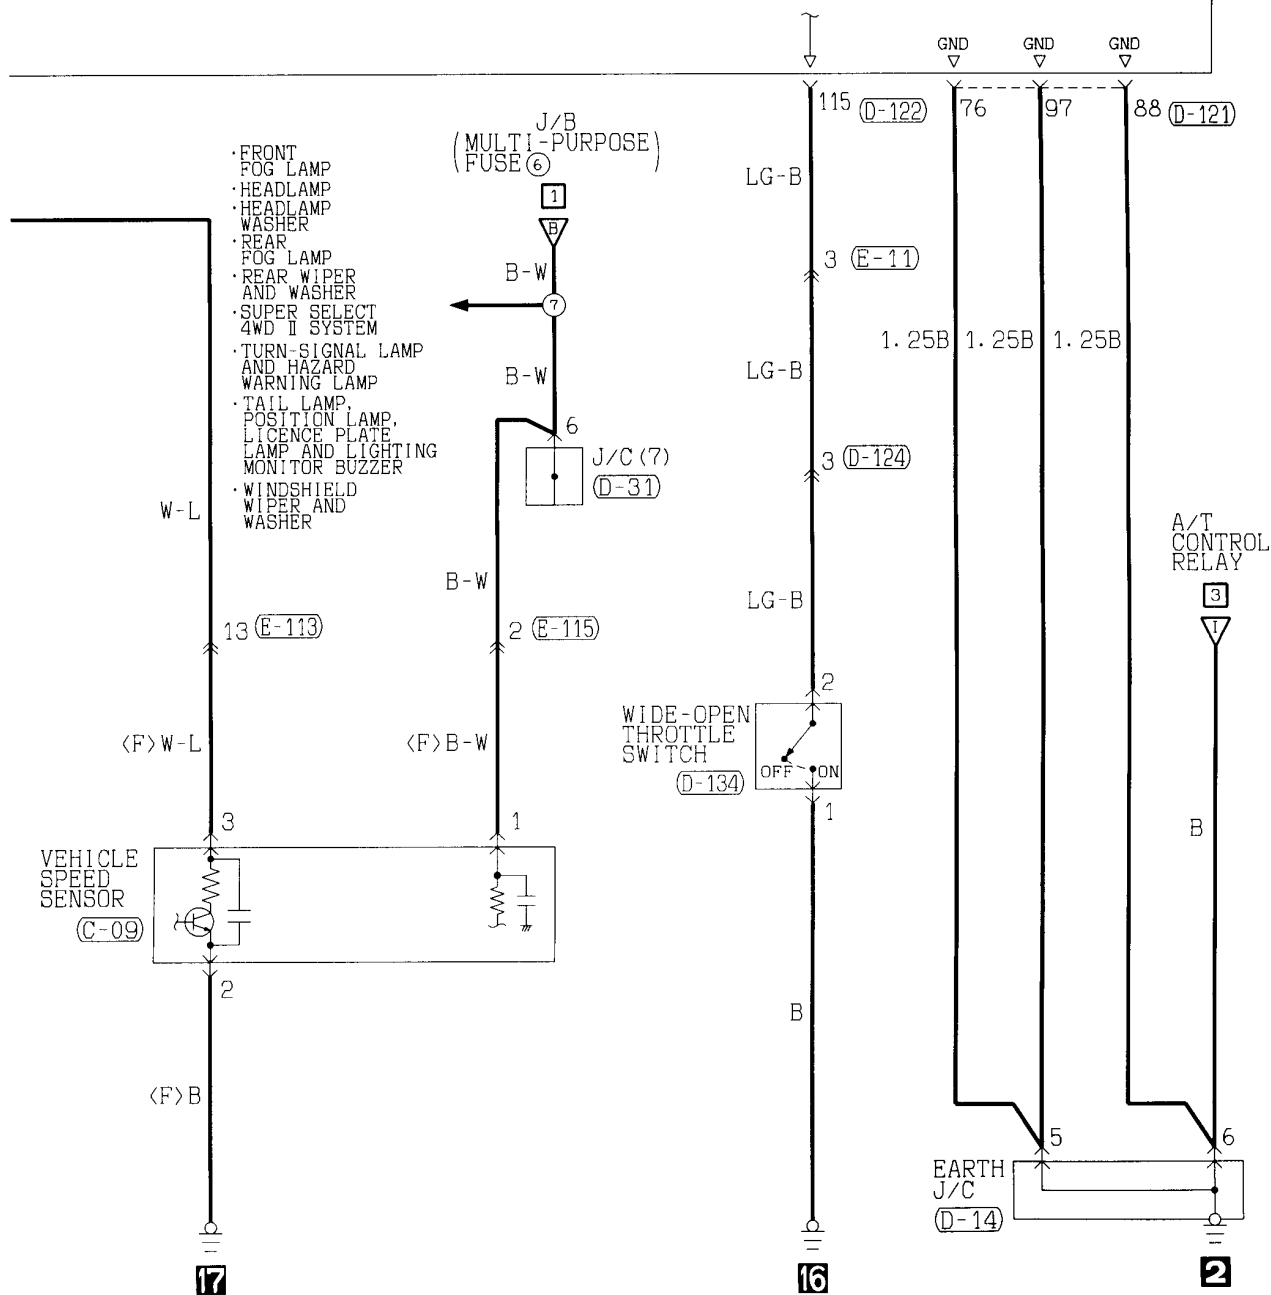 GND
GND
GND
115
D-122
76
97
88
D-121
J/B
(MULTI-PURPOSE)
FUSE⑥
1
B
·FRONT
FOG LAMP
·HEADLAMP
·HEADLAMP
WASHER
·REAR
FOG LAMP
·REAR WIPER
AND WASHER
·SUPER SELECT
4WD Ⅱ SYSTEM
·TURN-SIGNAL LAMP
AND HAZARD
WARNING LAMP
·TAIL LAMP,
POSITION LAMP,
LICENCE PLATE
LAMP AND LIGHTING
MONITOR BUZZER
·WINDSHIELD
WIPER AND
WASHER
LG-B
B-W
7
3
E-11
1.25B
1.25B
1.25B
B-W
LG-B
6
J/C(7)
D-31
3
D-124
W-L
A/T
CONTROL
RELAY
3
I
B-W
LG-B
13
E-113
2
E-115
2
WIDE-OPEN
THROTTLE
SWITCH
D-134
OFF
ON
1
<F>W-L
<F>B-W
3
1
B
VEHICLE
SPEED
SENSOR
C-09
2
B
<F>B
5
6
EARTH
J/C
D-14
17
16
2